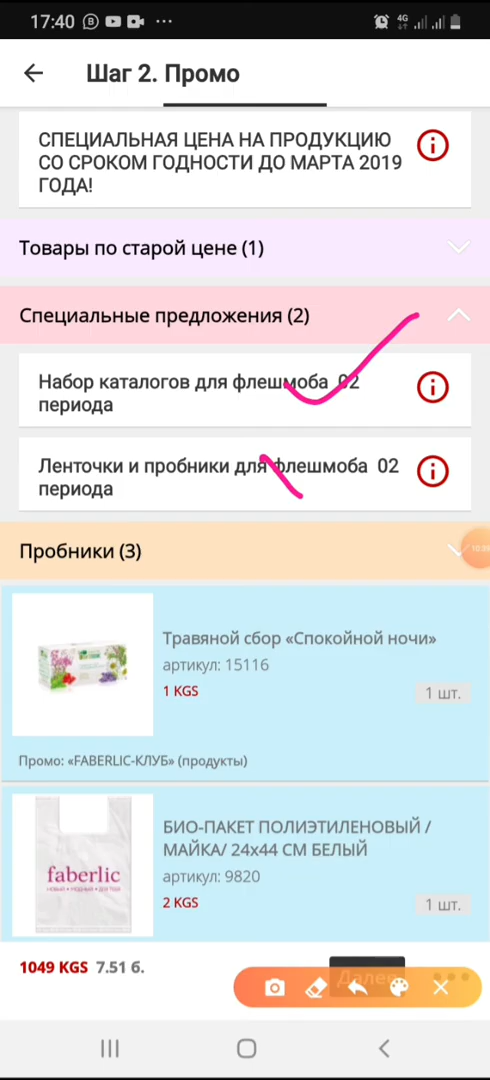 17:40
4G
Шаг 2. Промо
СПЕЦИАЛЬНАЯ ЦЕНА НА ПРОДУКЦИЮ
СО СРОКОМ ГОДНОСТИ ДО МАРТА 2019
ГОДА!
Товары по старой цене (1)
Специальные предложения (2)
Набор каталогов для флешмоба 02
периода
Ленточки и пробники для флешмоба 02
периода
Пробники (3)
Травяной сбор «Спокойной ночи»
артикул: 15116
1 KGS
1 шт.
Промо: «FABERLIC-КЛУБ» (продукты)
БИО-ПАКЕТ ПОЛИЭТИЛЕНОВЫЙ /
МАЙКА/ 24х44 СМ БЕЛЫЙ
faberlic
артикул: 9820
2 KGS
1 шт.
1049 KGS 7.51 б.
Далее